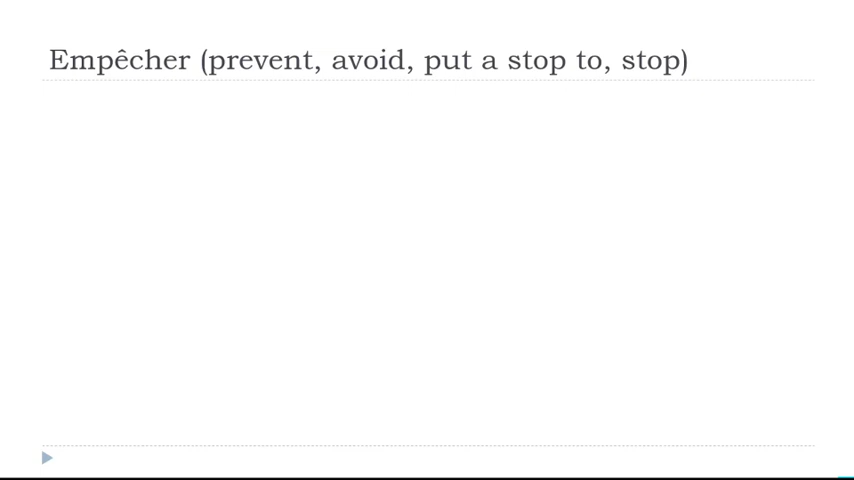 Empêcher (prevent, avoid, put a stop to, stop)